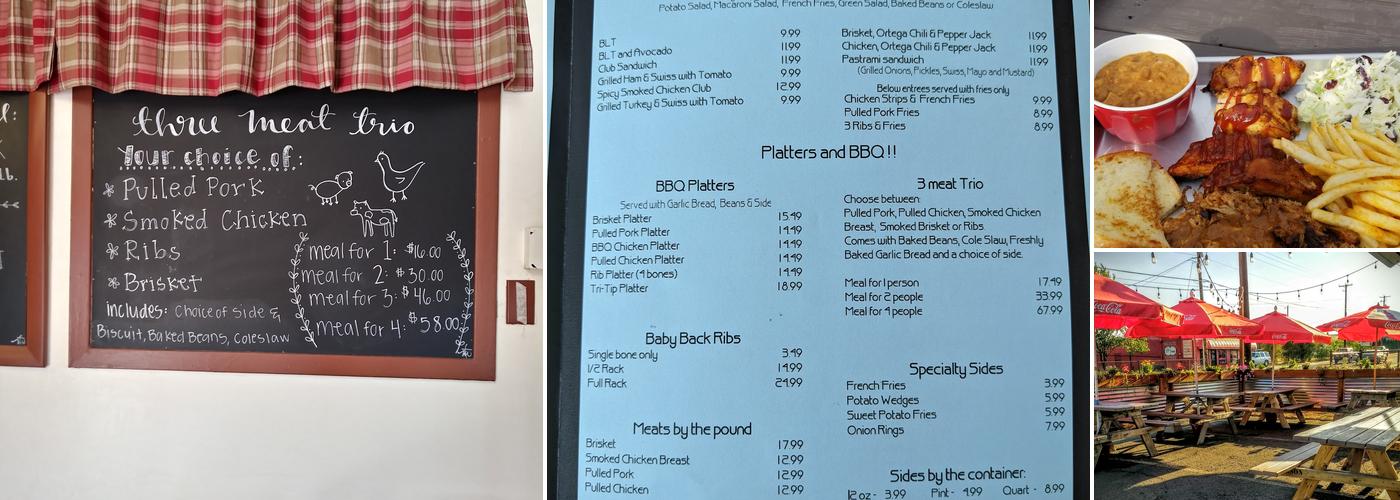 three meat trio
Your choice of:
* Pulled Pork
* Smoked Chicken
* Ribs
* Brisket
includes: Choice of Side &
Biscuit, Baked Beans, Coleslaw
meal for 1: $16.00
meal for 2: $30.00
meal for 3: $46.00
meal for 4: $58.00
Potato Salad, Macaroni Salad, French Fries, Green Salad, Baked Beans or Coleslaw
BLT 9.99
BLT and Avocado 11.99
Club Sandwich 11.99
Grilled Ham & Swiss with Tomato 9.99
Spicy Smoked Chicken Club 12.99
Grilled Turkey & Swiss with Tomato 9.99
Brisket, Ortega Chili & Pepper Jack 11.99
Chicken, Ortega Chili & Pepper Jack 11.99
Pastrami sandwich 11.99
(Grilled Onions, Pickles, Swiss, Mayo and Mustard)
Below entrees served with fries only
Chicken Strips & French Fries 9.99
Pulled Pork Fries 8.99
3 Ribs & Fries 8.99
Platters and BBQ!!
BBQ Platters
Served with Garlic Bread, Beans & Side
Brisket Platter 15.49
Pulled Pork Platter 14.49
BBQ Chicken Platter 14.49
Pulled Chicken Platter 14.49
Rib Platter (4 bones) 14.49
Tri-Tip Platter 18.99
Baby Back Ribs
Single bone only 3.49
1/2 Rack 14.99
Full Rack 24.99
Meats by the pound
Brisket 17.99
Smoked Chicken Breast 12.99
Pulled Pork 12.99
Pulled Chicken 12.99
3 meat Trio
Choose between:
Pulled Pork, Pulled Chicken, Smoked Chicken
Breast, Smoked Brisket or Ribs
Comes with Baked Beans, Cole Slaw, Freshly
Baked Garlic Bread and a choice of side.
Meal for 1 person 17.49
Meal for 2 people 33.99
Meal for 4 people 67.99
Specialty Sides
French Fries 3.99
Potato Wedges 5.99
Sweet Potato Fries 5.99
Onion Rings 7.99
Sides by the container:
12 oz - 3.99 Pint - 4.99 Quart - 8.99
Coca-Cola